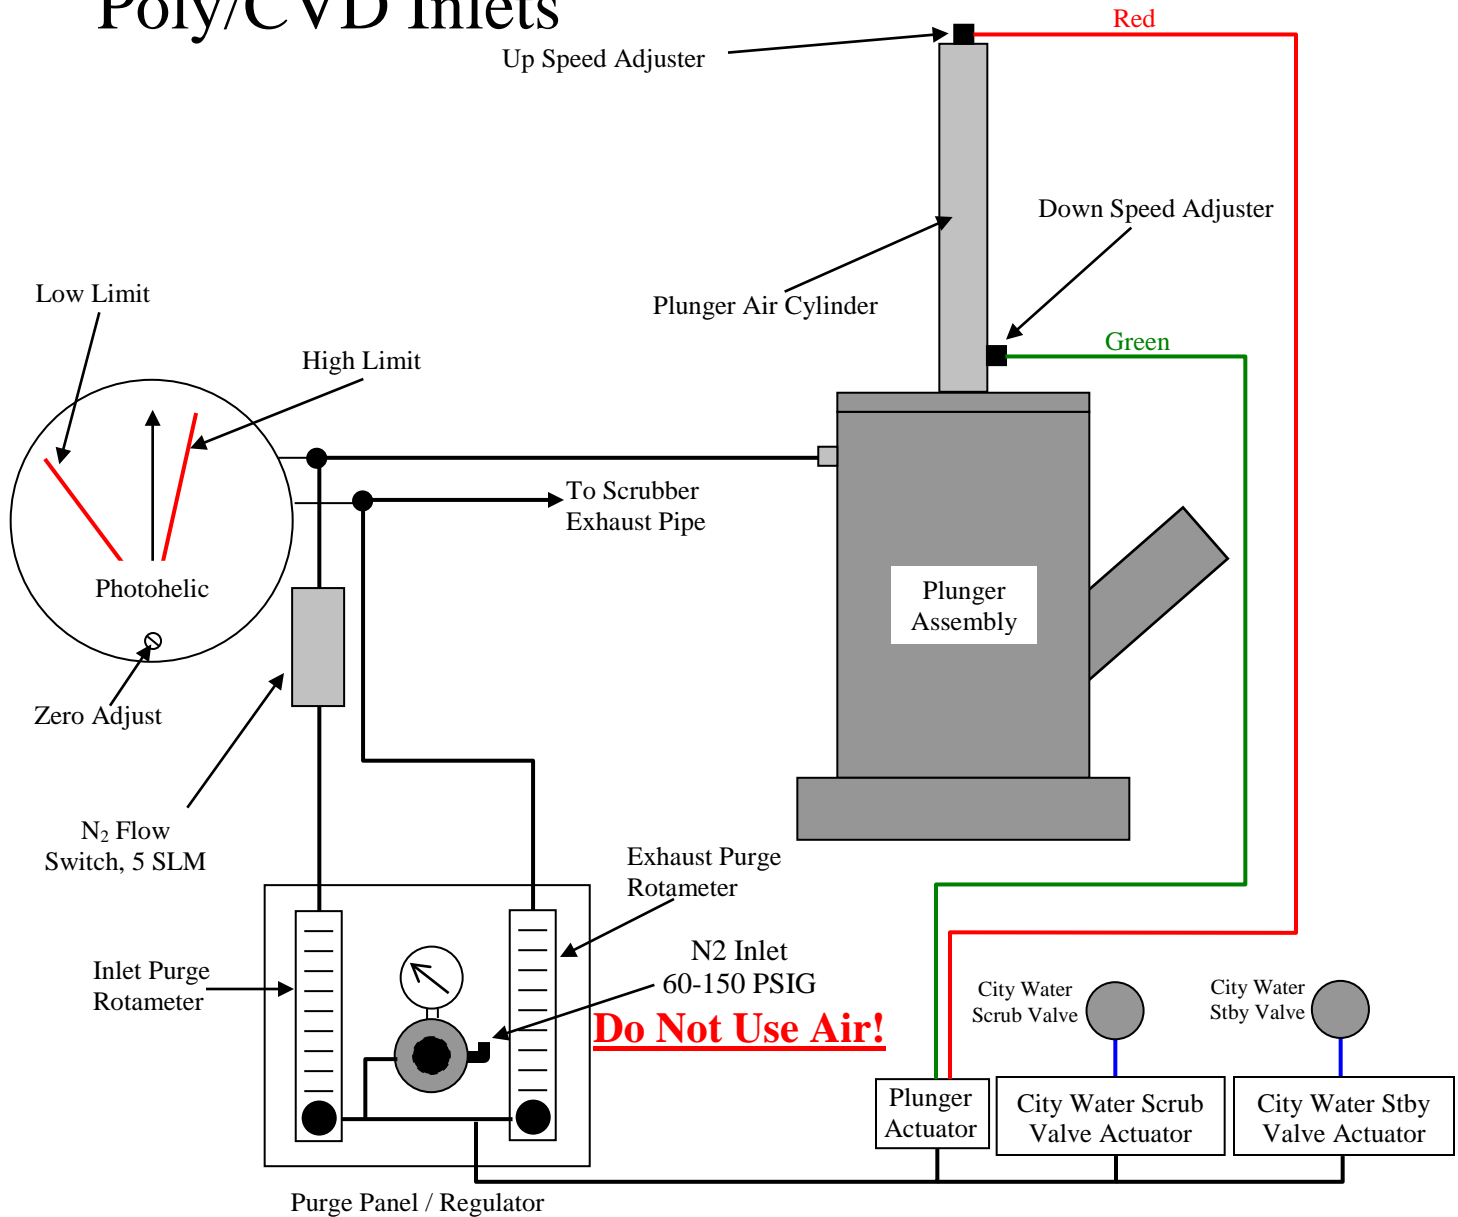 Poly/CVD Inlets
Red
Up Speed Adjuster
Down Speed Adjuster
Low Limit
Plunger Air Cylinder
Green
High Limit
To Scrubber
Exhaust Pipe
Photohelic
Plunger
Assembly
Zero Adjust
N₂ Flow
Switch, 5 SLM
Exhaust Purge
Rotameter
N2 Inlet
60-150 PSIG
Do Not Use Air!
Inlet Purge
Rotameter
City Water
Scrub Valve
City Water
Stby Valve
Plunger
Actuator
City Water Scrub
Valve Actuator
City Water Stby
Valve Actuator
Purge Panel / Regulator